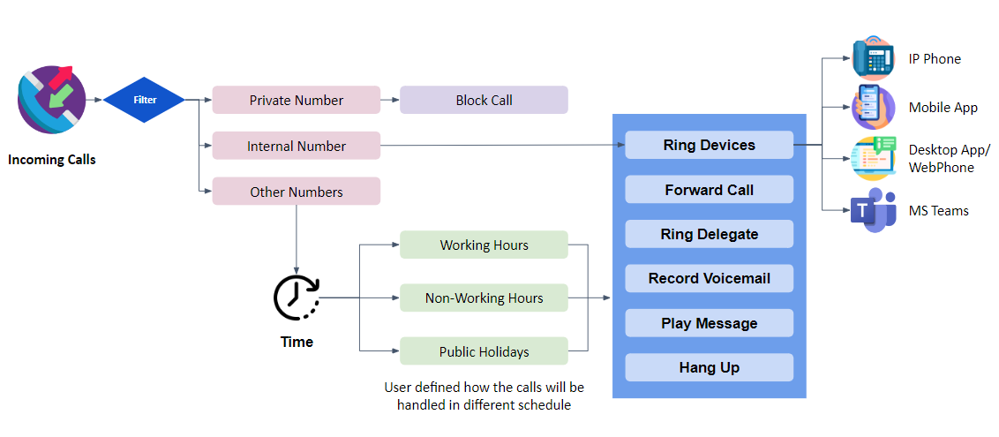 Incoming Calls
Filter
Private Number
Block Call
Internal Number
Other Numbers
Time
Working Hours
Non-Working Hours
Public Holidays
User defined how the calls will be
handled in different schedule
Ring Devices
Forward Call
Ring Delegate
Record Voicemail
Play Message
Hang Up
IP Phone
Mobile App
Desktop App/
WebPhone
T
MS Teams